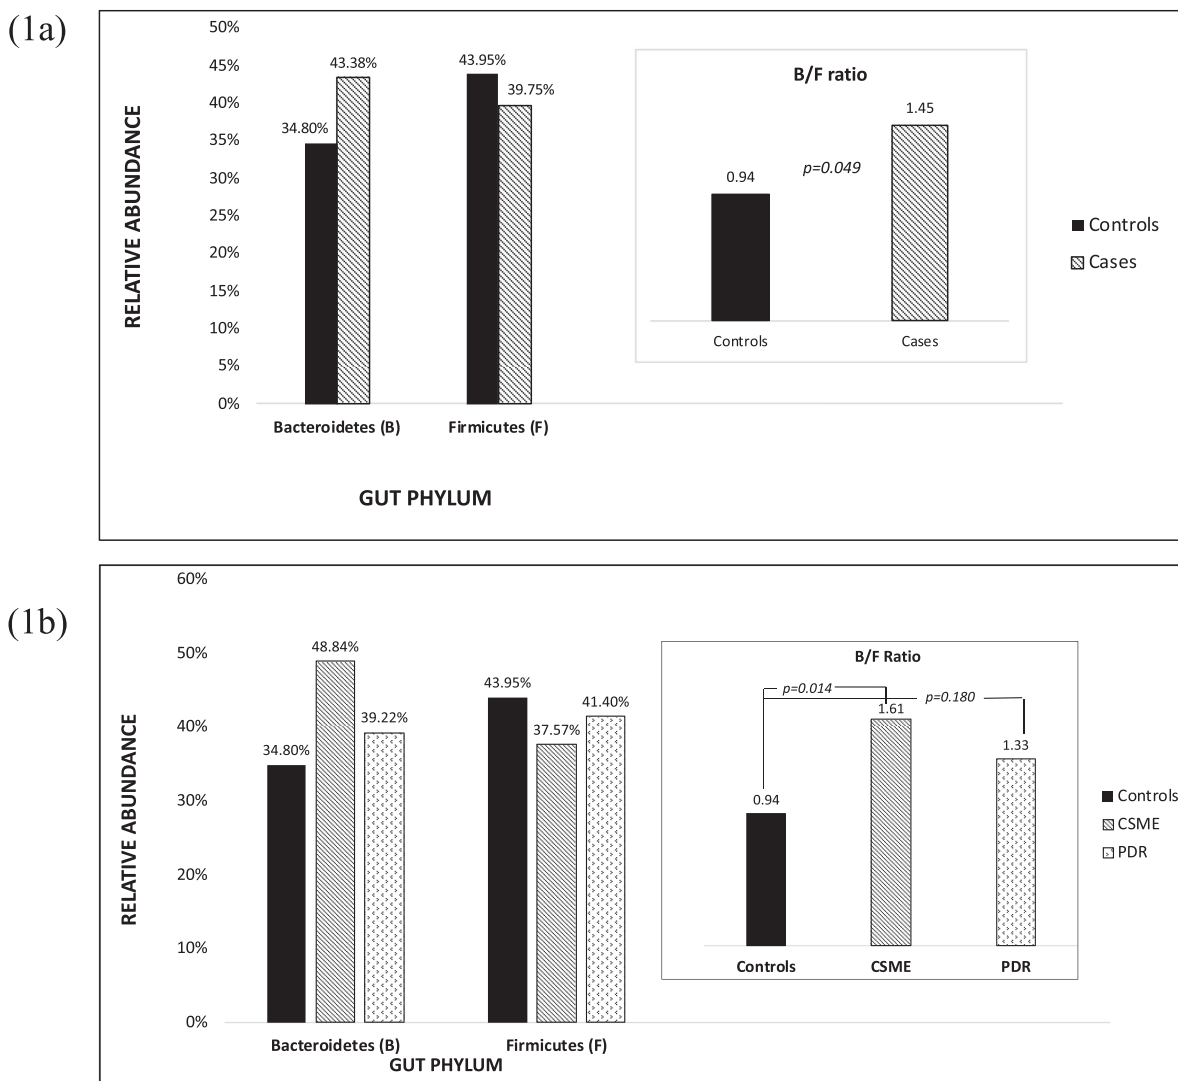 (1a)
50%
45%
40%
35%
30%
25%
20%
15%
10%
5%
0%
RELATIVE ABUNDANCE
34.80%
43.38%
43.95%
39.75%
Bacteroidetes (B)
Firmicutes (F)
GUT PHYLUM
B/F ratio
0.94
p=0.049
1.45
Controls
Cases
Controls
Cases
(1b)
60%
50%
40%
30%
20%
10%
0%
RELATIVE ABUNDANCE
34.80%
48.84%
39.22%
43.95%
37.57%
41.40%
Bacteroidetes (B)
Firmicutes (F)
GUT PHYLUM
B/F Ratio
p=0.014
p=0.180
0.94
1.61
1.33
Controls
CSME
PDR
Controls
CSME
PDR